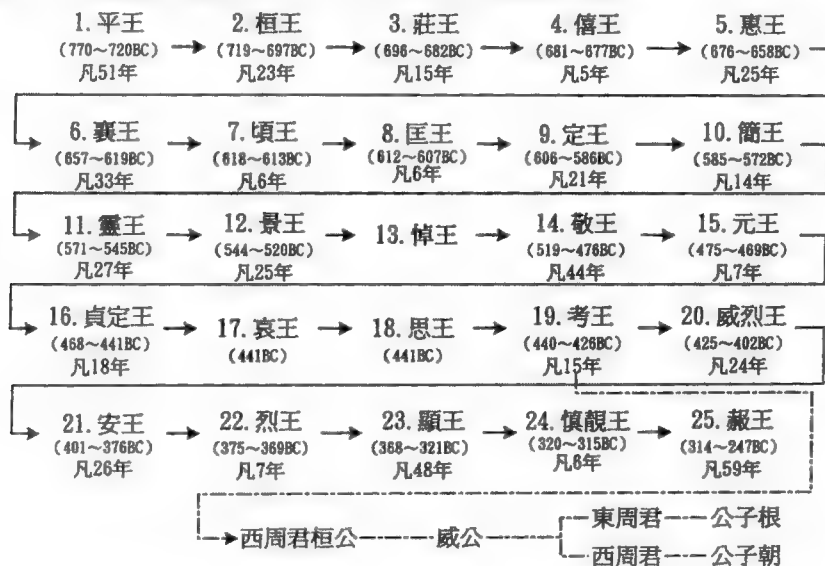 1. 平王 2. 桓王 3. 莊王 4. 僖王 5. 惠王
(770~720BC) (719~697BC) (696~682BC) (681~677BC) (676~658BC)
凡51年 凡23年 凡15年 凡5年 凡25年
6. 襄王 7. 頃王 8. 匡王 9. 定王 10. 簡王
(657~619BC) (618~613BC) (612~607BC) (606~586BC) (585~572BC)
凡33年 凡6年 凡6年 凡21年 凡14年
11. 靈王 12. 景王 13. 悼王 14. 敬王 15. 元王
(571~545BC) (544~520BC) (519~476BC) (475~469BC)
凡27年 凡25年 凡44年 凡7年
16. 貞定王 17. 哀王 18. 思王 19. 考王 20. 威烈王
(468~441BC) (441BC) (441BC) (440~426BC) (425~402BC)
凡18年 凡15年 凡24年
21. 安王 22. 烈王 23. 顯王 24. 慎靚王 25. 赧王
(401~376BC) (375~369BC) (368~321BC) (320~315BC) (314~247BC)
凡26年 凡7年 凡48年 凡6年 凡59年
東周君 公子根
西周君桓公 威公
西周君 公子朝